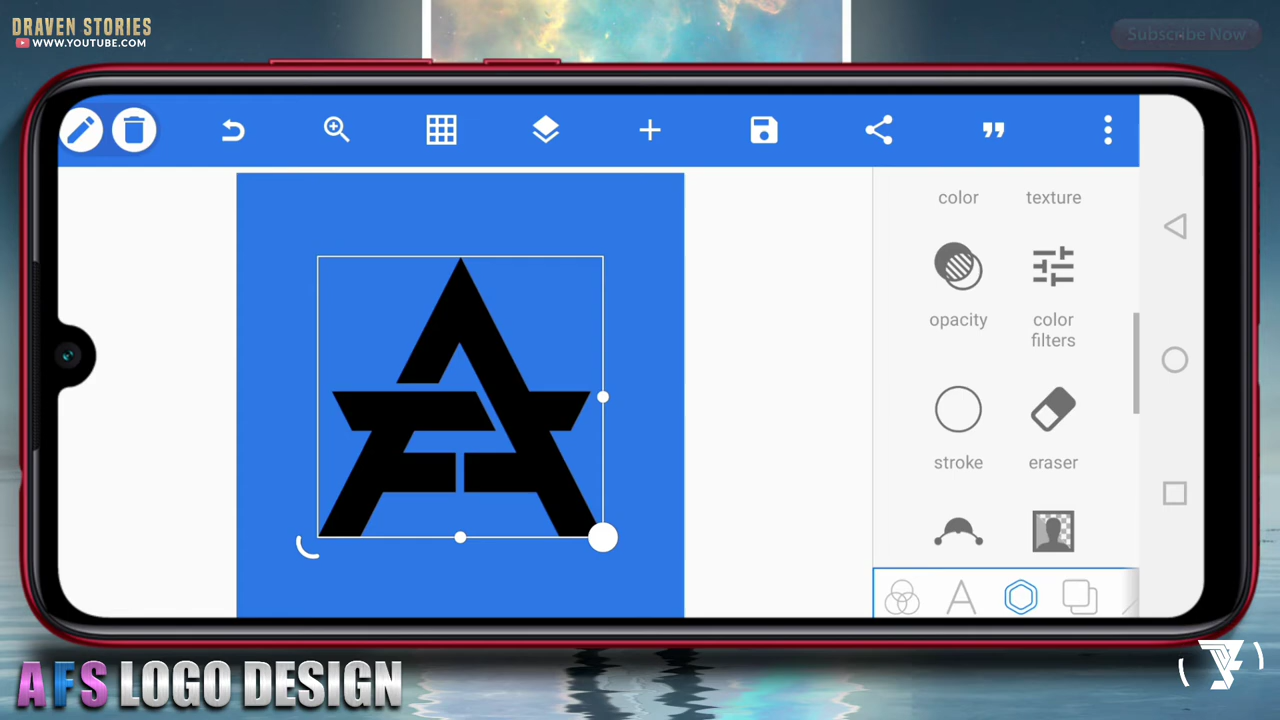 DRAVEN STORIES
WWW.YOUTUBE.COM
Subscribe Now
color
texture
opacity
color
filters
stroke
eraser
AFS LOGO DESIGN